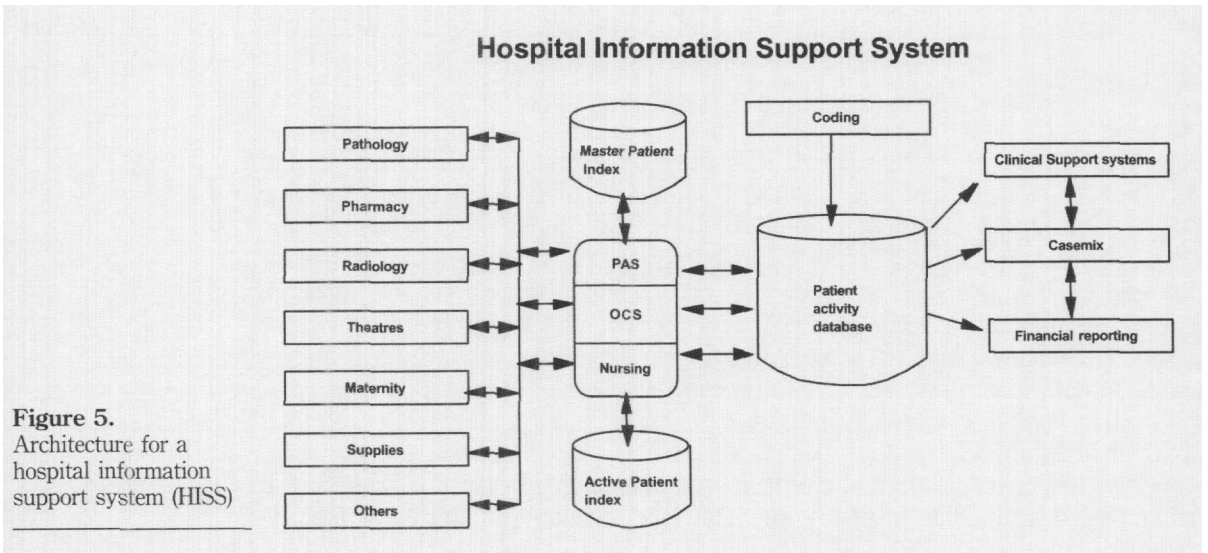 Hospital Information Support System
Pathology
Pharmacy
Radiology
Theatres
Maternity
Supplies
Others
Master Patient
Index
PAS
OCS
Nursing
Active Patient
index
Coding
Patient
activity
database
Clinical Support systems
Casemix
Financial reporting
Figure 5.
Architecture for a
hospital information
support system (HISS)